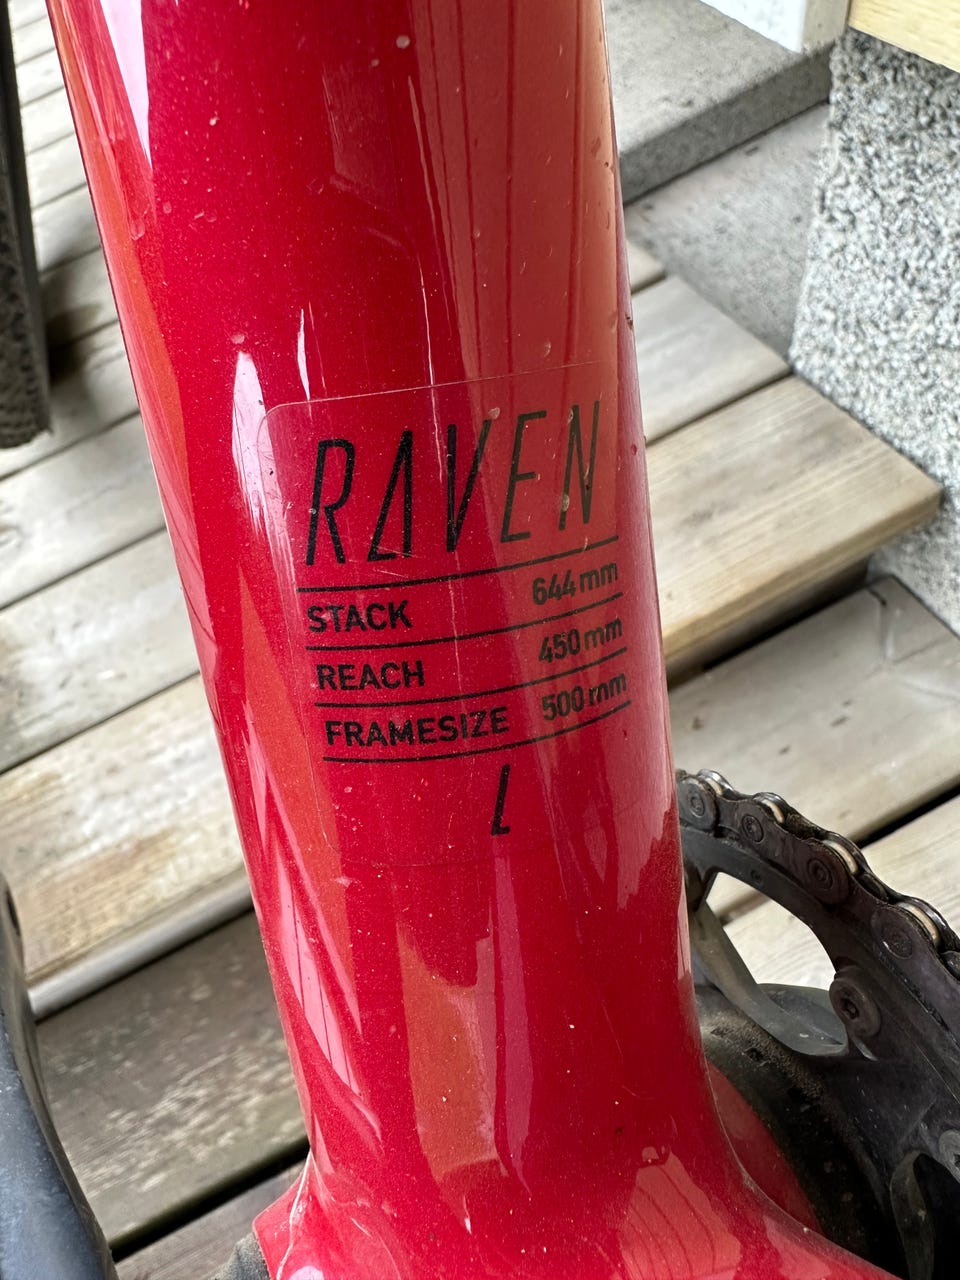 RAVEN
STACK 644 mm
REACH 450 mm
FRAMESIZE 500 mm
L